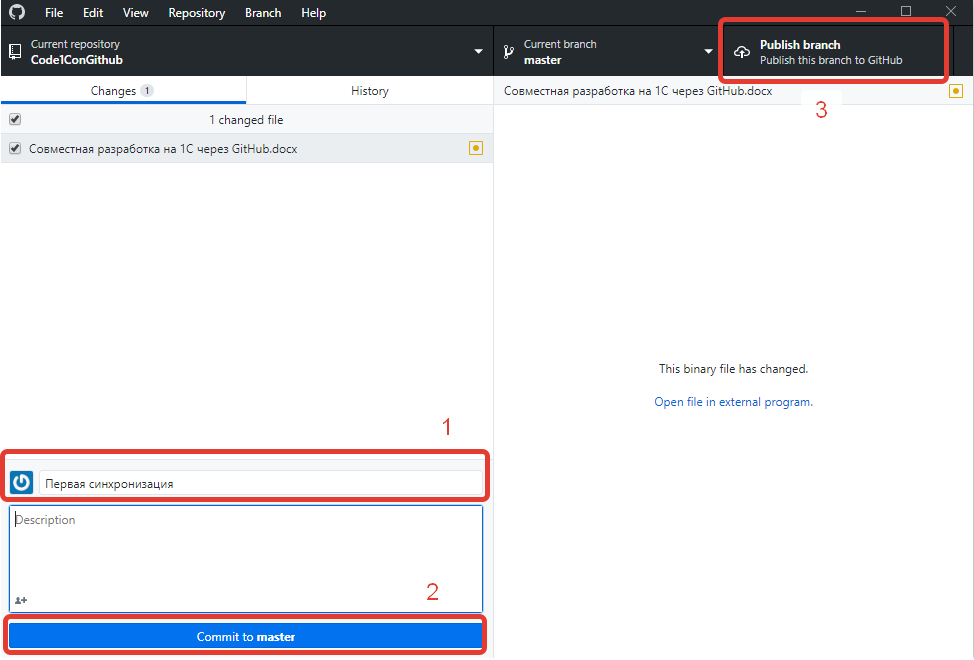 File Edit View Repository Branch Help
Current repository
Code1ConGithub
Current branch
master
Publish branch
Publish this branch to GitHub
Changes 1
History
Совместная разработка на 1С через GitHub.docx
3
1 changed file
Совместная разработка на 1С через GitHub.docx
This binary file has changed.
Open file in external program.
1
Первая синхронизация
Description
2
Commit to master